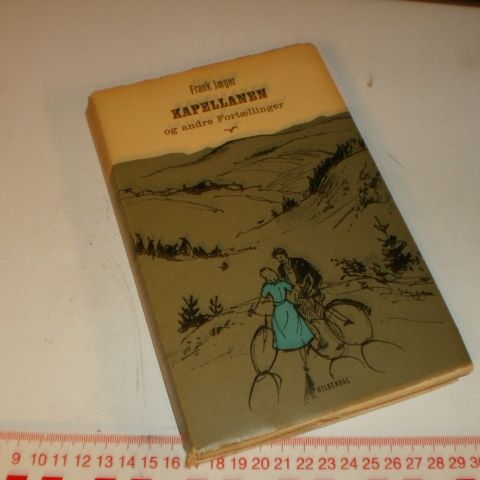 Frank Jæger
KAPELLANEN
og andre Fortællinger
GYLDENDAL
9 10 11 12 13 14 15 16 17 18 19 20 21 22 23 24 25 26 27 28 29 30